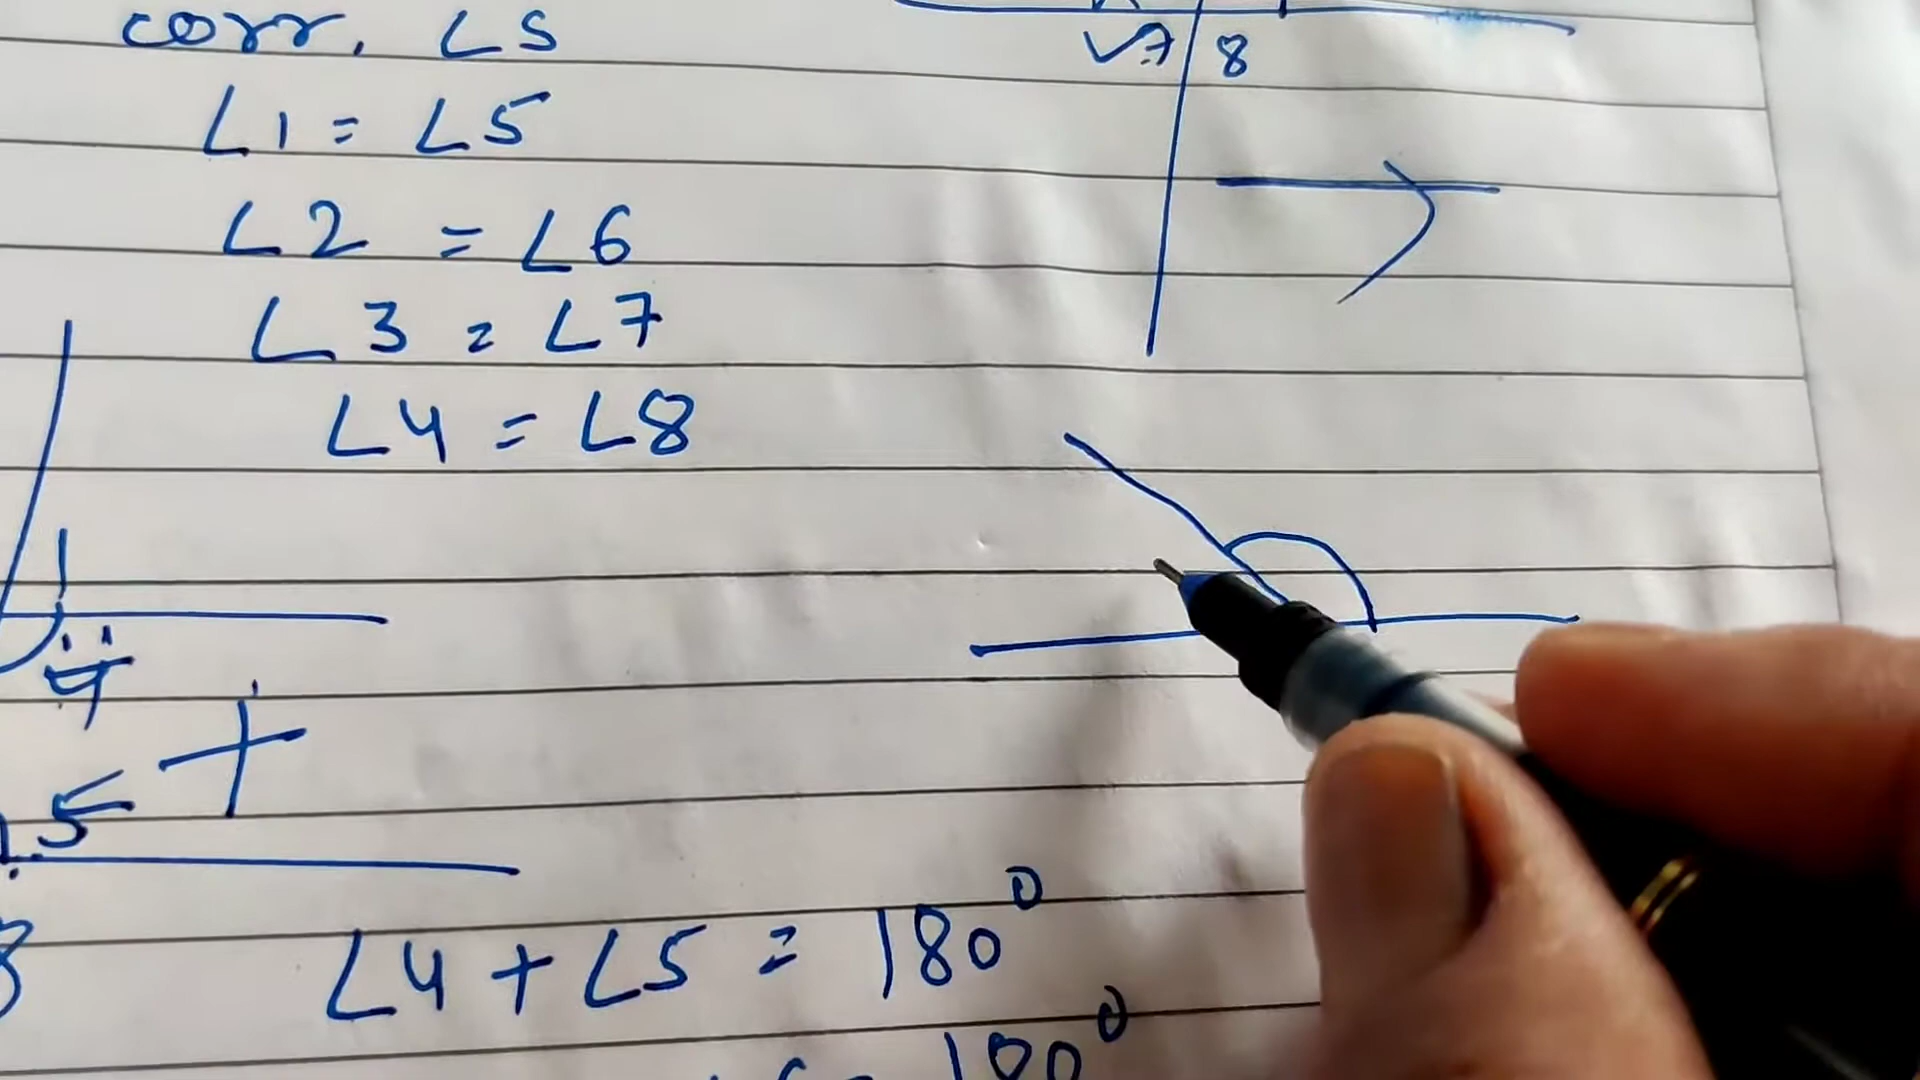 corr. ∠s
∠1 = ∠5
∠2 = ∠6
∠3 = ∠7
∠4 = ∠8
7 8
4
5
∠4 + ∠5 = 180°